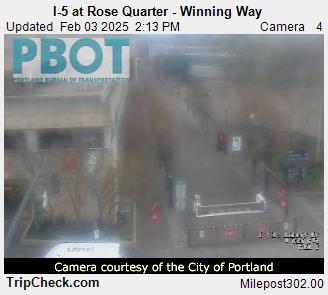 I-5 at Rose Quarter - Winning Way
Updated Feb 03 2025 2:13 PM Camera 4
PBOT
PORTLAND BUREAU OF TRANSPORTATION
Camera courtesy of the City of Portland
TripCheck.com Milepost302.00